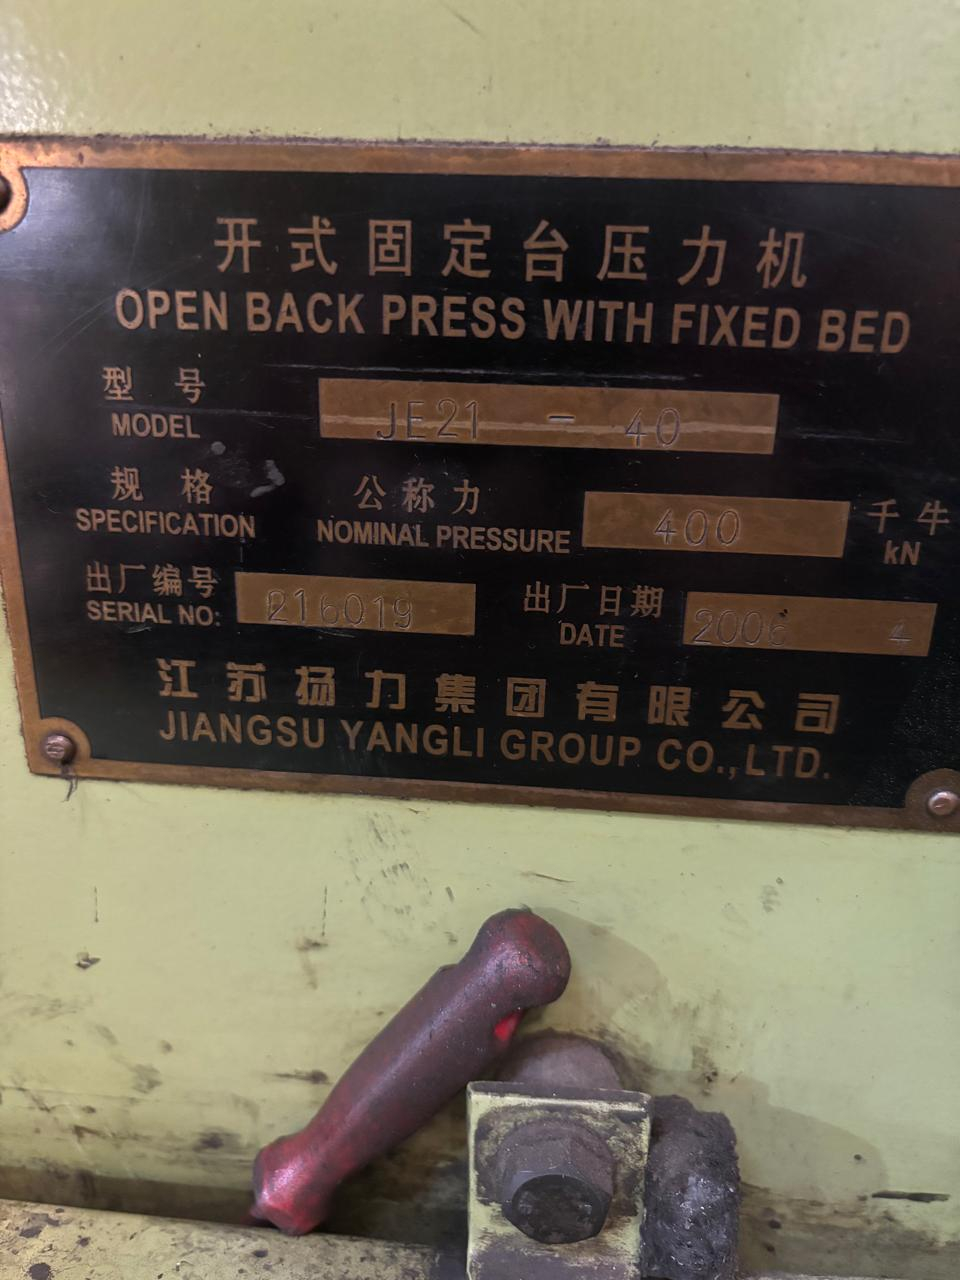 开式固定台压力机
OPEN BACK PRESS WITH FIXED BED
型号 JE21 - 40
MODEL
规格 公称力 400 千牛
SPECIFICATION NOMINAL PRESSURE kN
出厂编号 216019 出厂日期 2006 4
SERIAL NO: DATE
江苏扬力集团有限公司
JIANGSU YANGLI GROUP CO.,LTD.